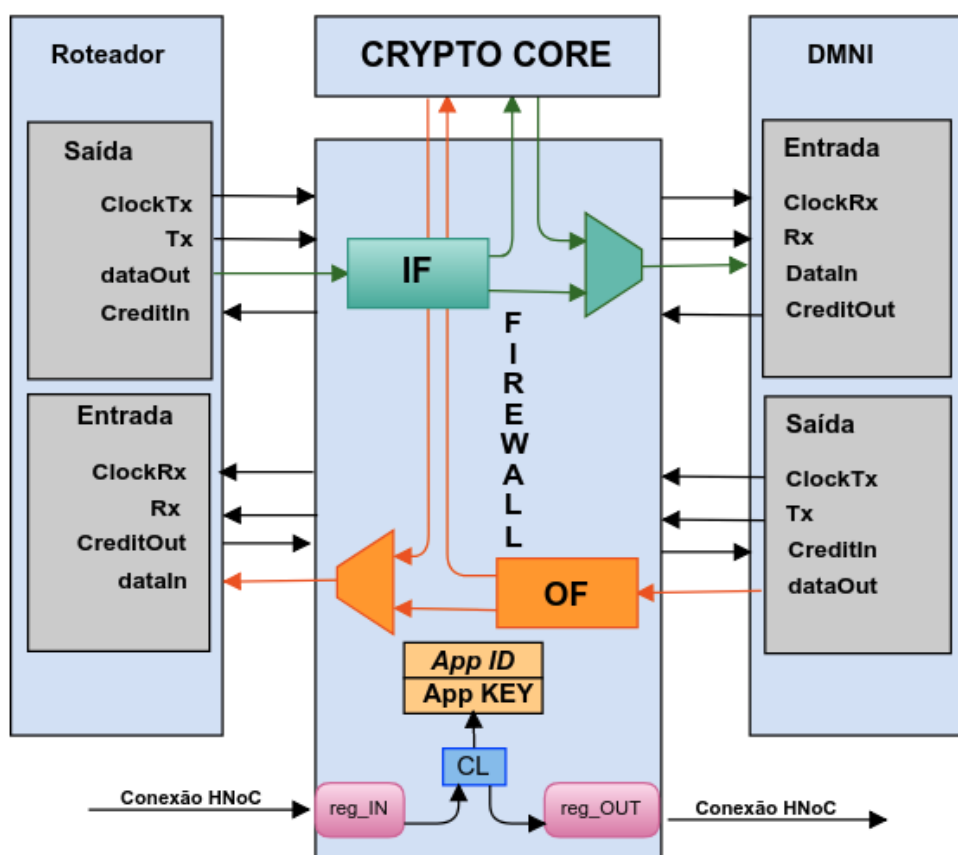 Roteador
Saída
ClockTx
Tx
dataOut
CreditIn
Entrada
ClockRx
Rx
CreditOut
dataIn
CRYPTO CORE
IF
FIREWALL
OF
App ID
App KEY
CL
reg_IN
reg_OUT
DMNI
Entrada
ClockRx
Rx
DataIn
CreditOut
Saída
ClockTx
Tx
CreditIn
dataOut
Conexão HNoC
Conexão HNoC